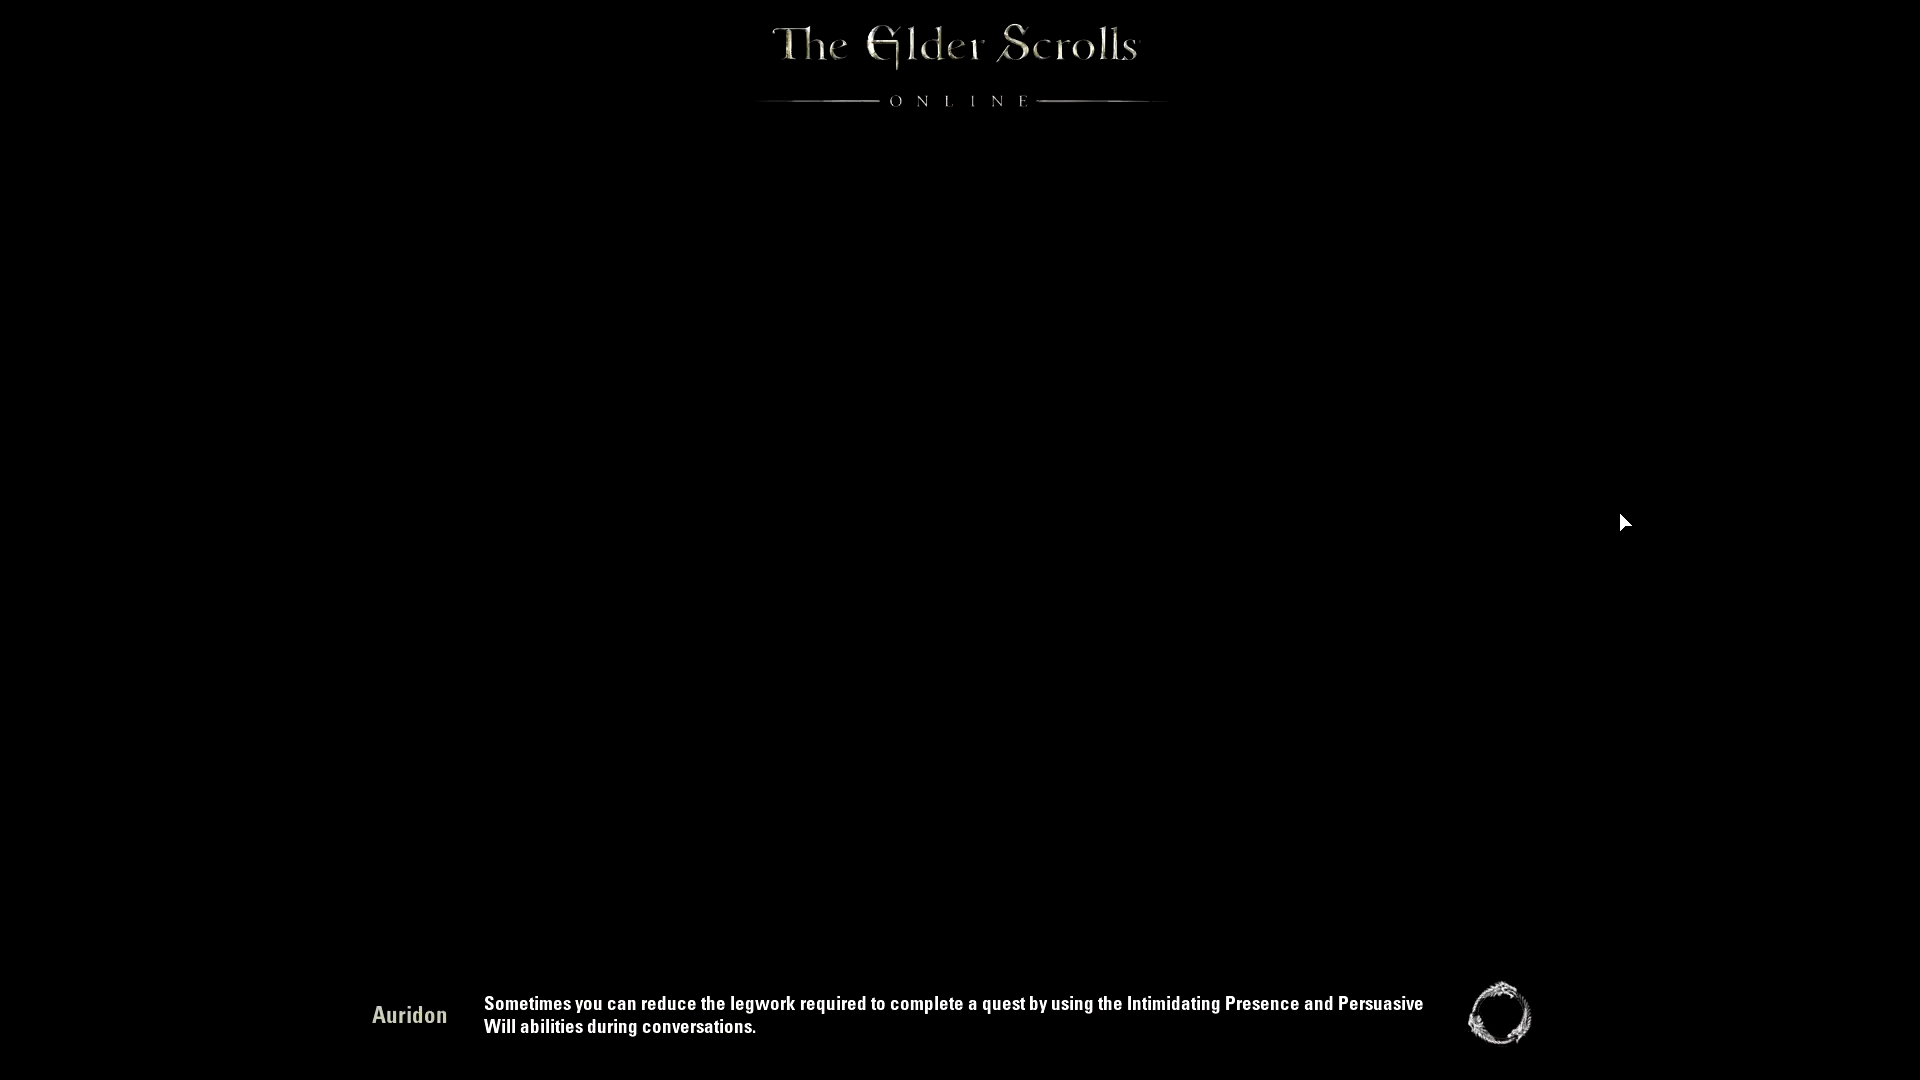 The Elder Scrolls
ONLINE
Auridon
Sometimes you can reduce the legwork required to complete a quest by using the Intimidating Presence and Persuasive
Will abilities during conversations.